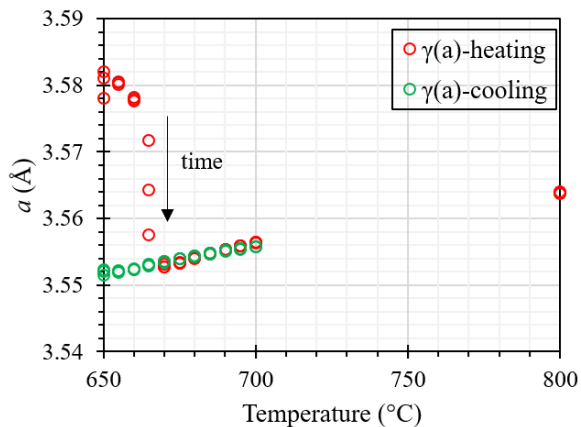 3.59
3.58
3.57
3.56
3.55
3.54
a (Å)
γ(a)-heating
γ(a)-cooling
time
650 700 750 800
Temperature (°C)